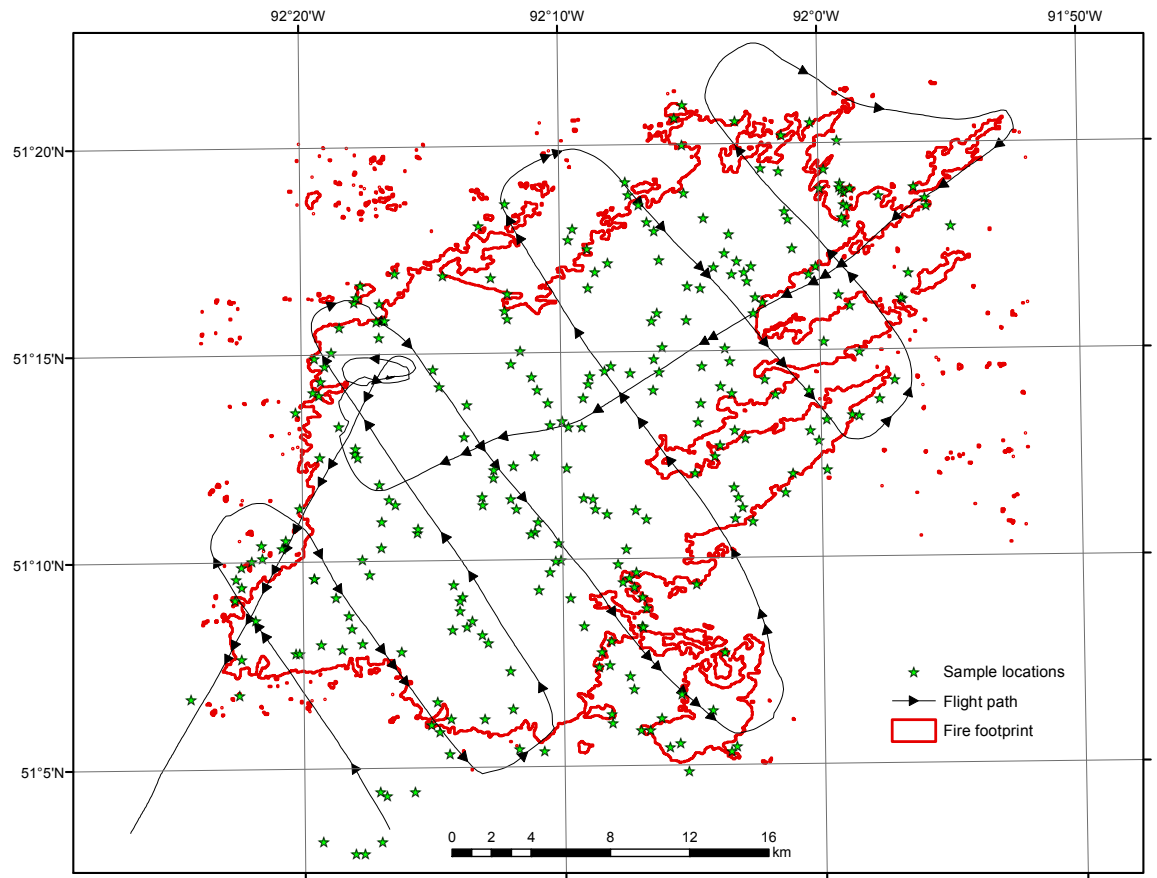 92°20'W 92°10'W 92°0'W 91°50'W
51°20'N
51°15'N
51°10'N
51°5'N
Sample locations
Flight path
Fire footprint
0 2 4 8 12 16
km